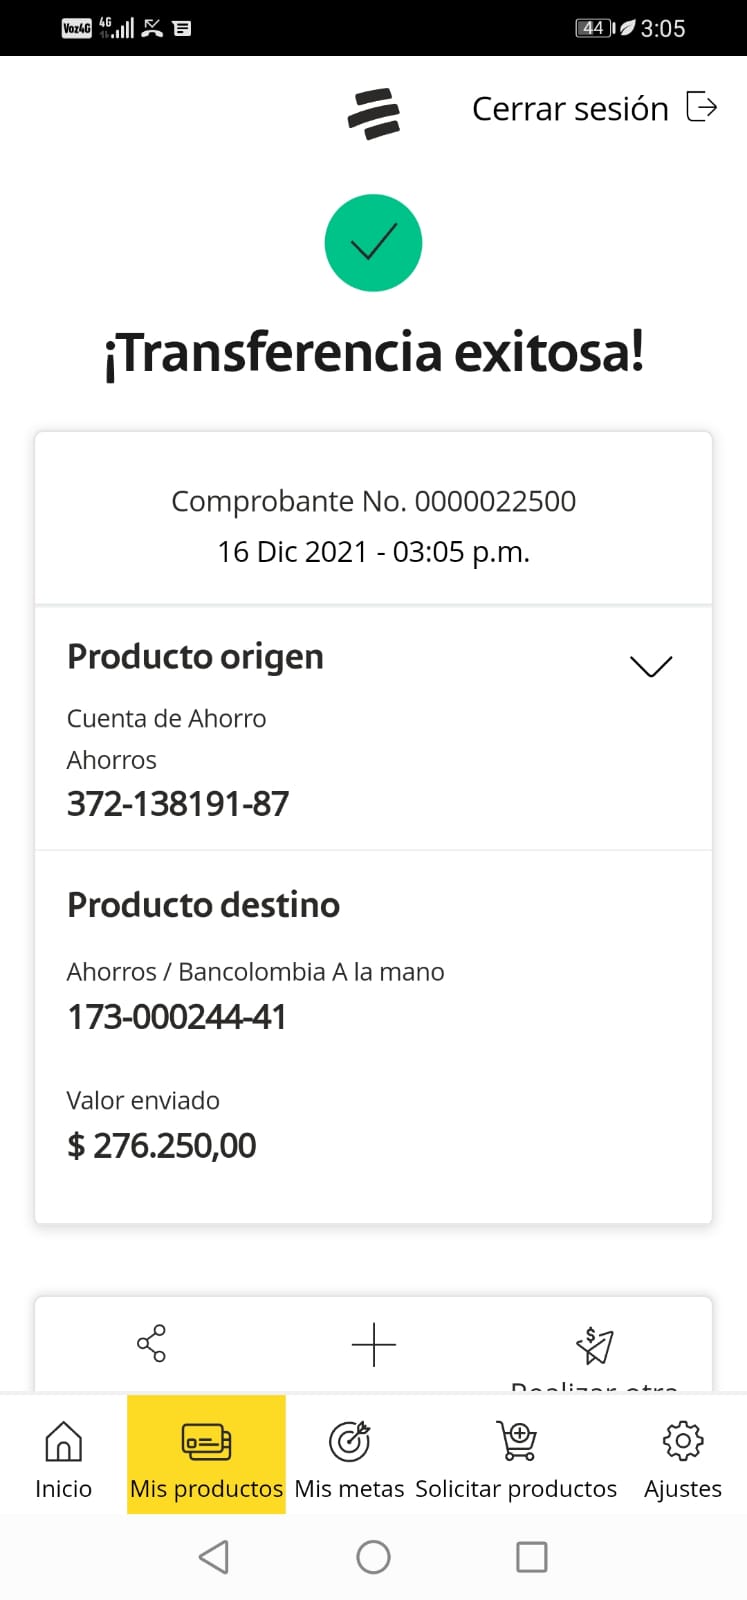 Voz4G 4G 44 3:05
Cerrar sesión
¡Transferencia exitosa!
Comprobante No. 0000022500
16 Dic 2021 - 03:05 p.m.
Producto origen
Cuenta de Ahorro
Ahorros
372-138191-87
Producto destino
Ahorros / Bancolombia A la mano
173-000244-41
Valor enviado
$ 276.250,00
Realizar otra
Inicio Mis productos Mis metas Solicitar productos Ajustes